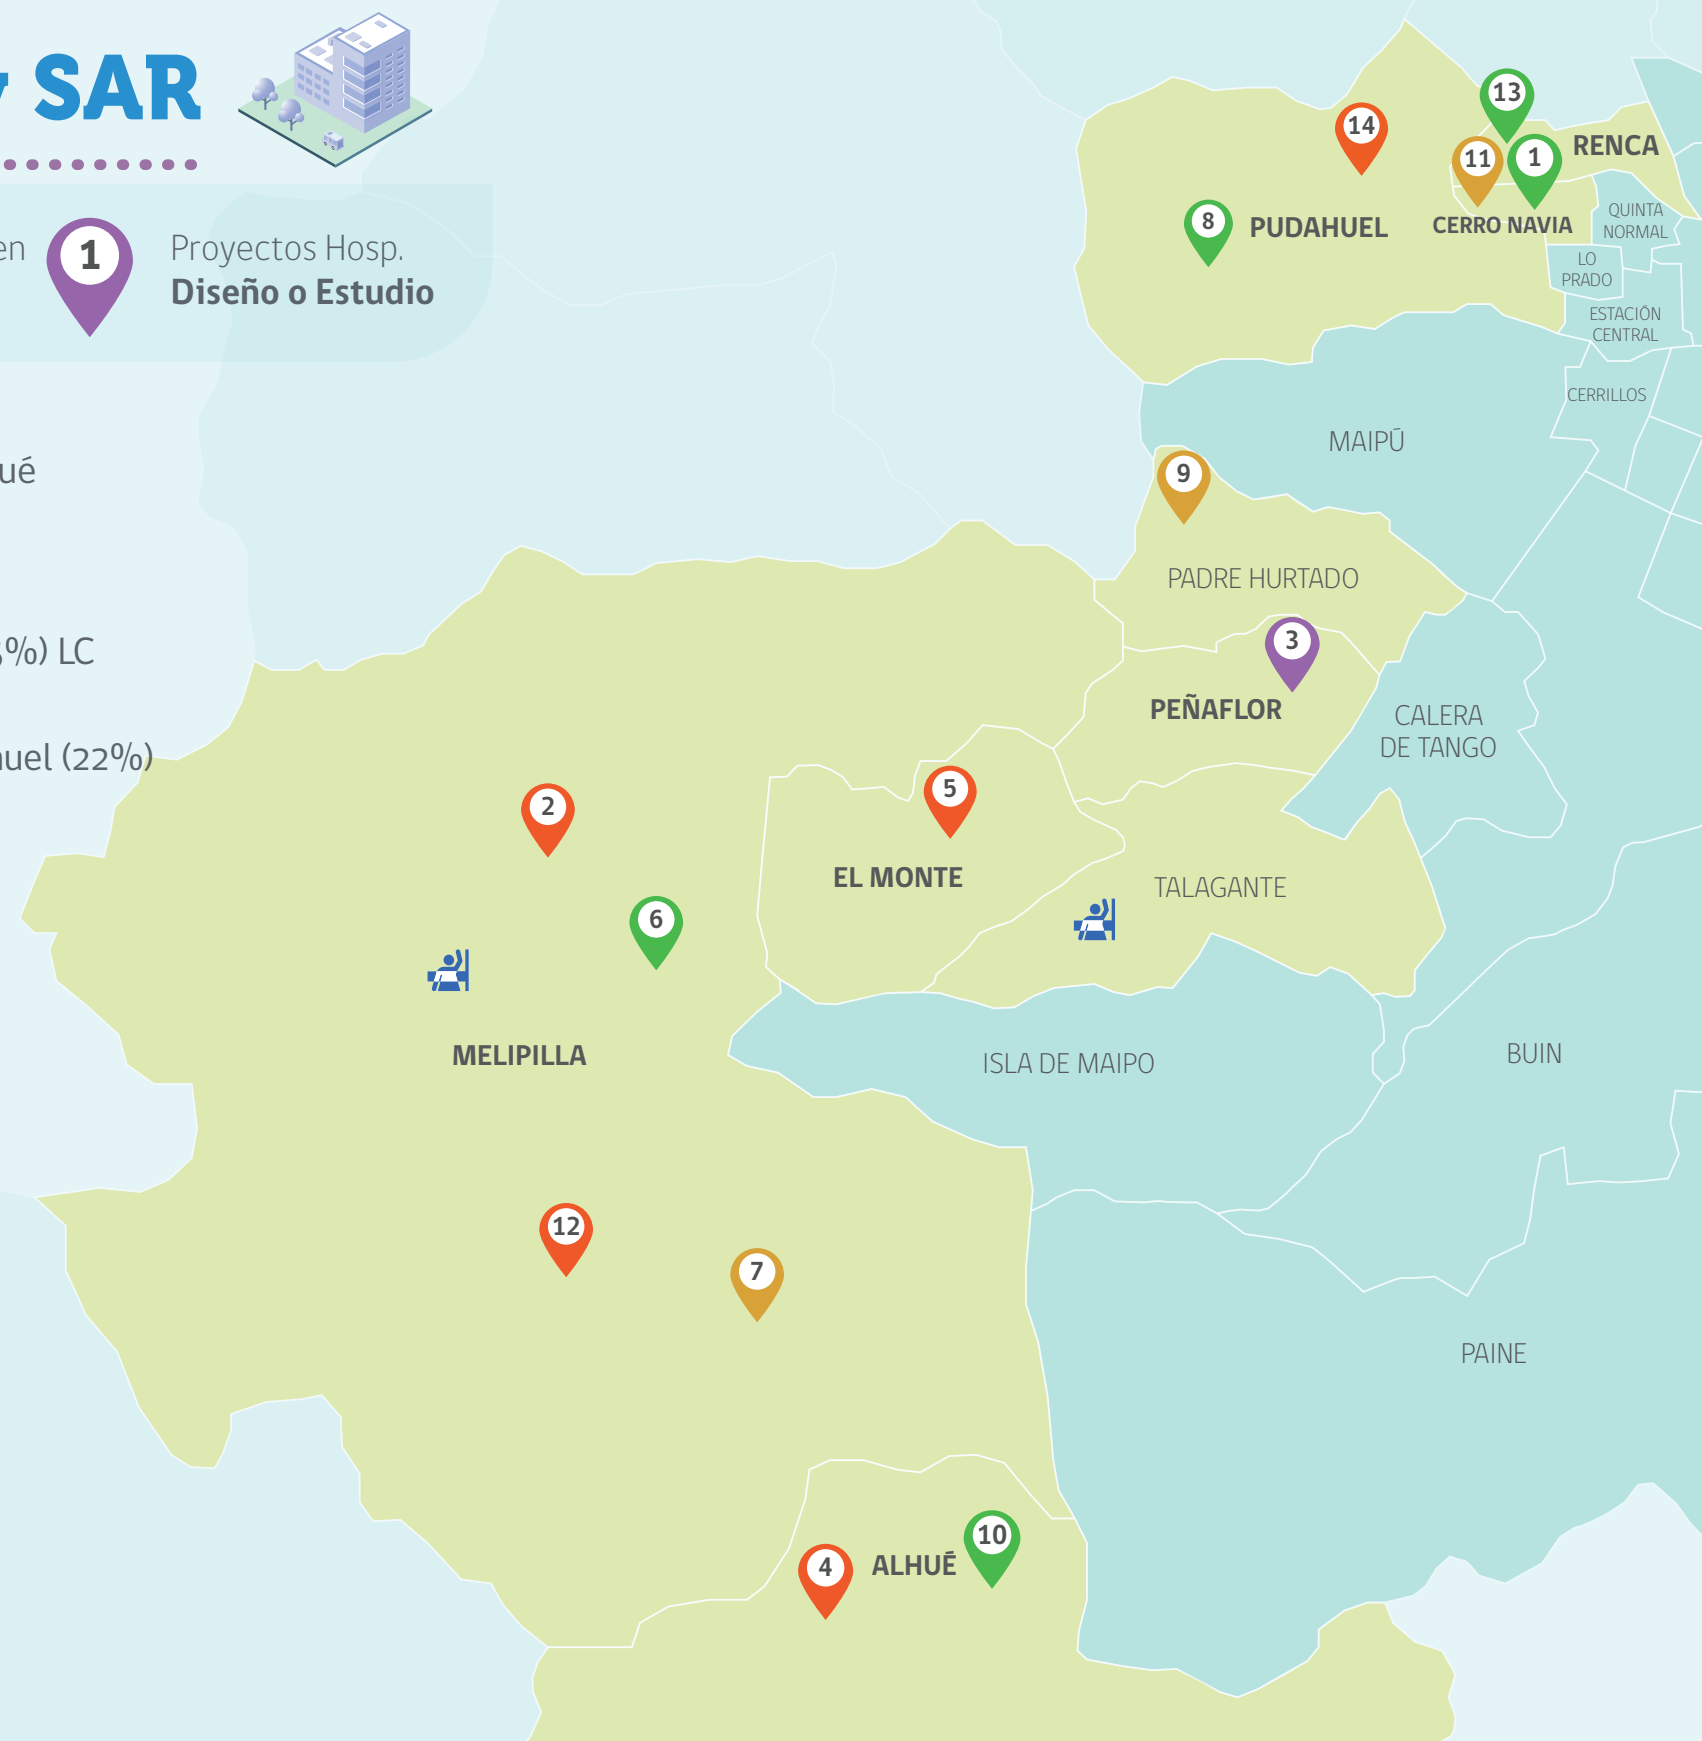 SAR
en
1
Proyectos Hosp.
Diseño o Estudio
ué
%) LC
uel (22%)
13
14
RENCA
11
1
8
PUDAHUEL
CERRO NAVIA
QUINTA
NORMAL
LO
PRADO
ESTACIÓN
CENTRAL
CERRILLOS
MAIPÚ
9
PADRE HURTADO
3
PEÑAFLOR
CALERA
DE TANGO
2
5
EL MONTE
TALAGANTE
6
MELIPILLA
ISLA DE MAIPO
BUIN
12
7
PAINE
10
4
ALHUÉ